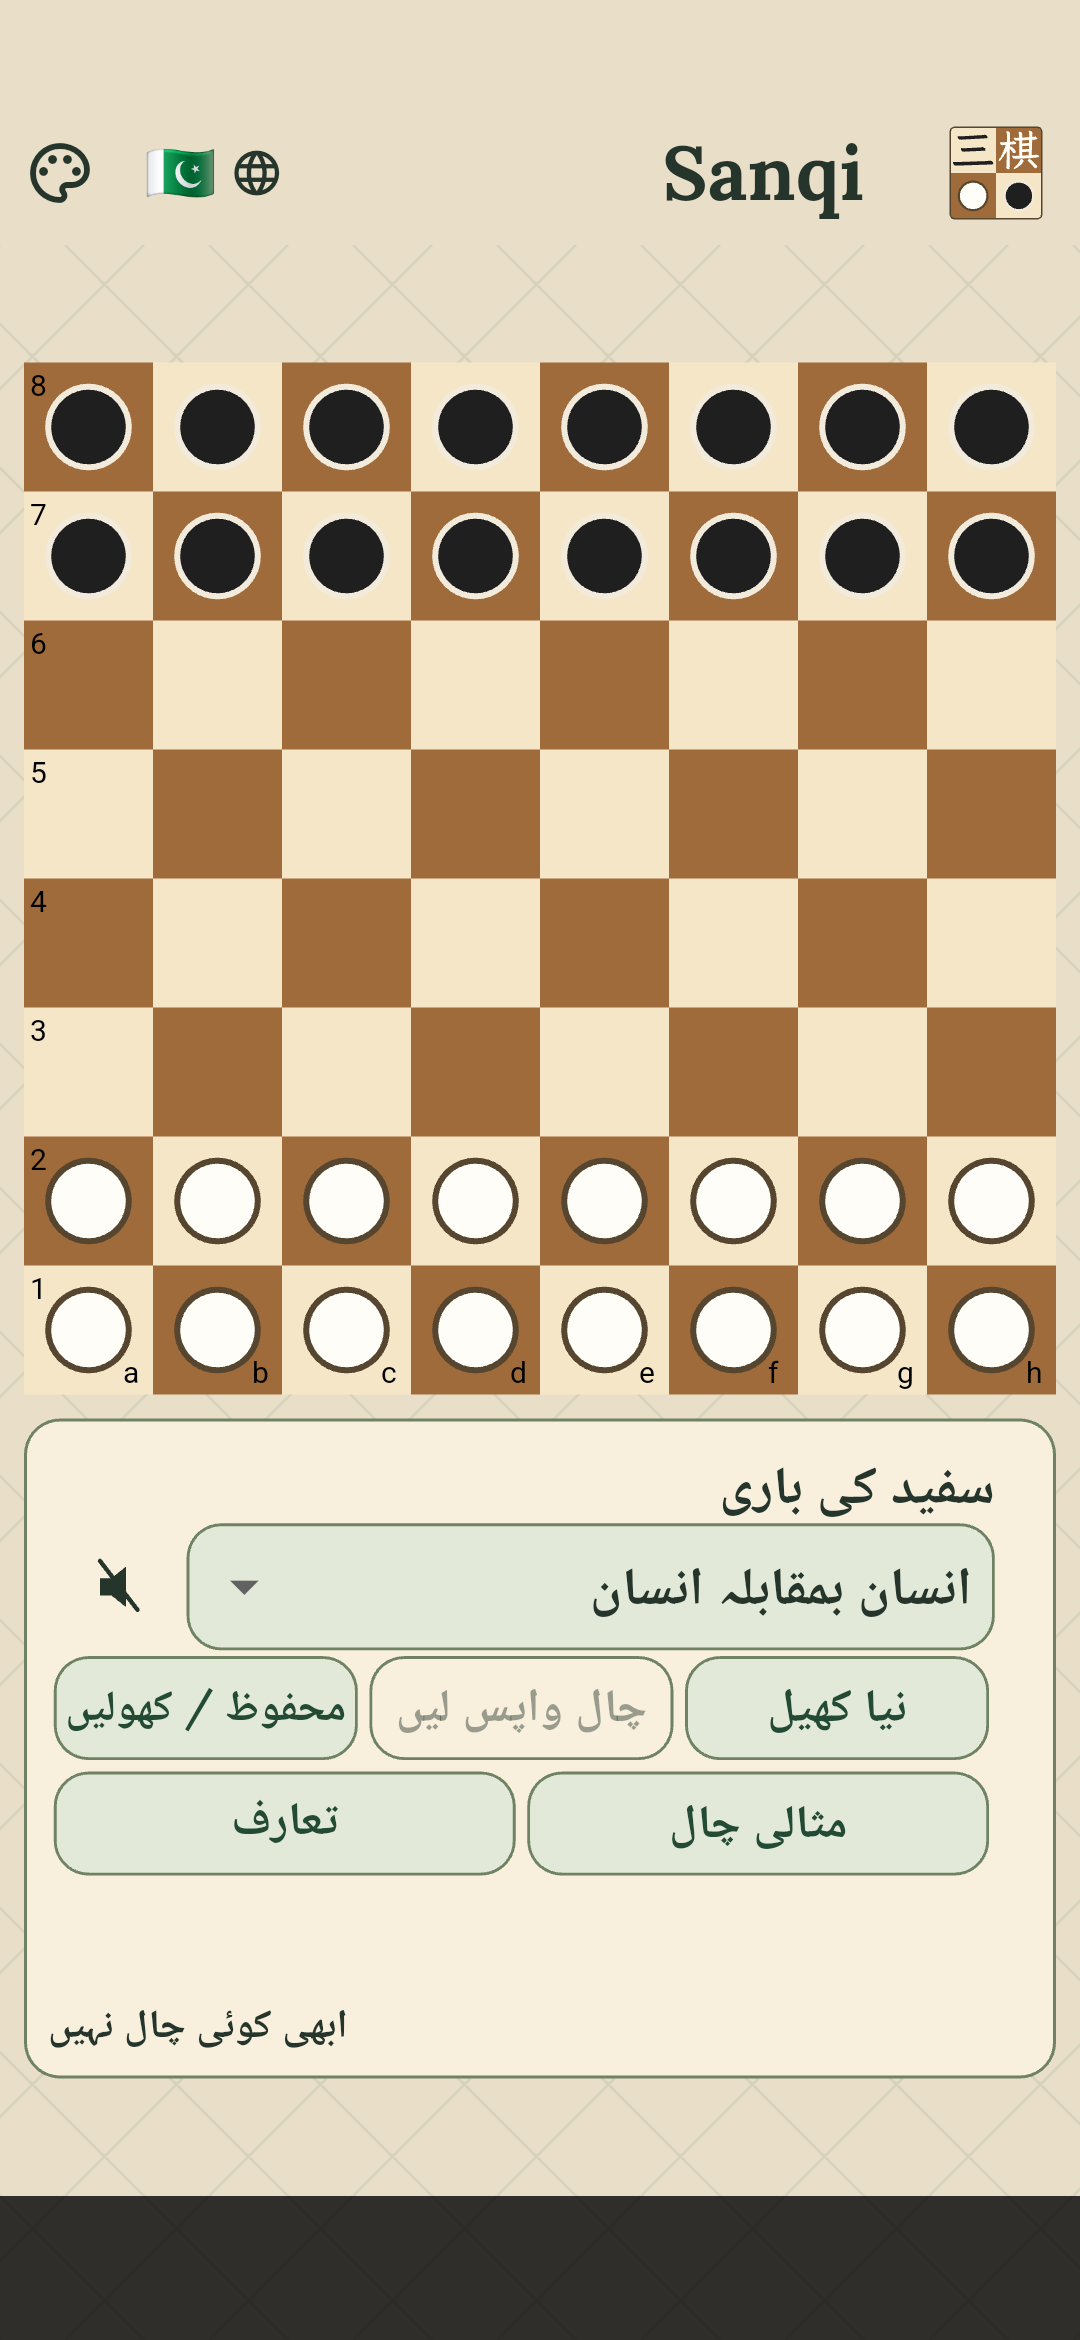 Sanqi
三棋
8
7
6
5
4
3
2
1
a b c d e f g h
سفید کی باری
انسان بمقابلہ انسان
نیا کھیل
چال واپس لیں
محفوظ / کھولیں
مثالی چال
تعارف
ابھی کوئی چال نہیں